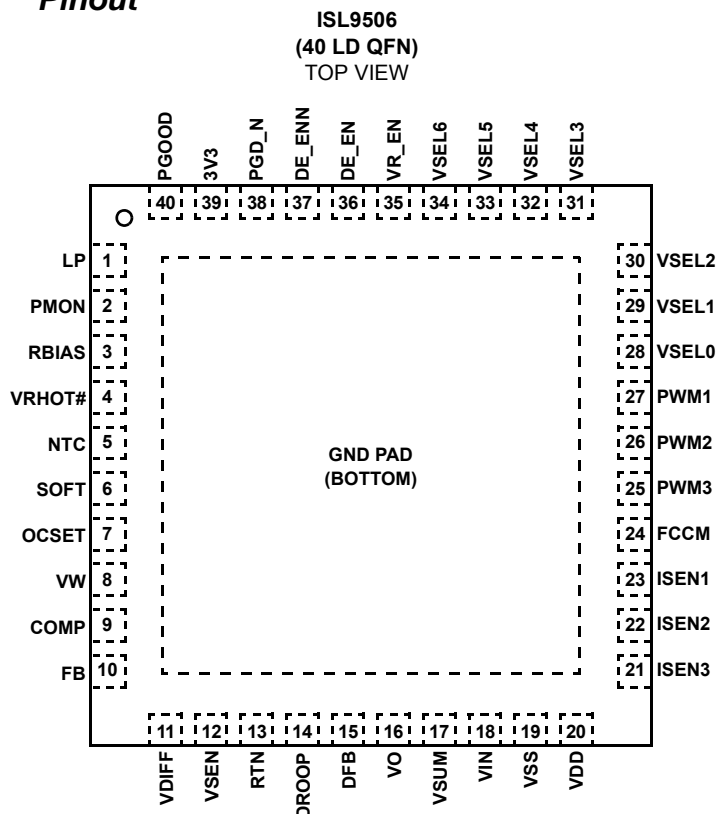 Pinout
ISL9506
(40 LD QFN)
TOP VIEW
PGOOD
3V3
PGD_N
DE_ENN
DE_EN
VR_EN
VSEL6
VSEL5
VSEL4
VSEL3
40 39 38 37 36 35 34 33 32 31
LP 1
PMON 2
RBIAS 3
VRHOT# 4
NTC 5
SOFT 6
OCSET 7
VW 8
COMP 9
FB 10
GND PAD
(BOTTOM)
30 VSEL2
29 VSEL1
28 VSEL0
27 PWM1
26 PWM2
25 PWM3
24 FCCM
23 ISEN1
22 ISEN2
21 ISEN3
11 12 13 14 15 16 17 18 19 20
VDIFF
VSEN
RTN
DROOP
DFB
VO
VSUM
VIN
VSS
VDD